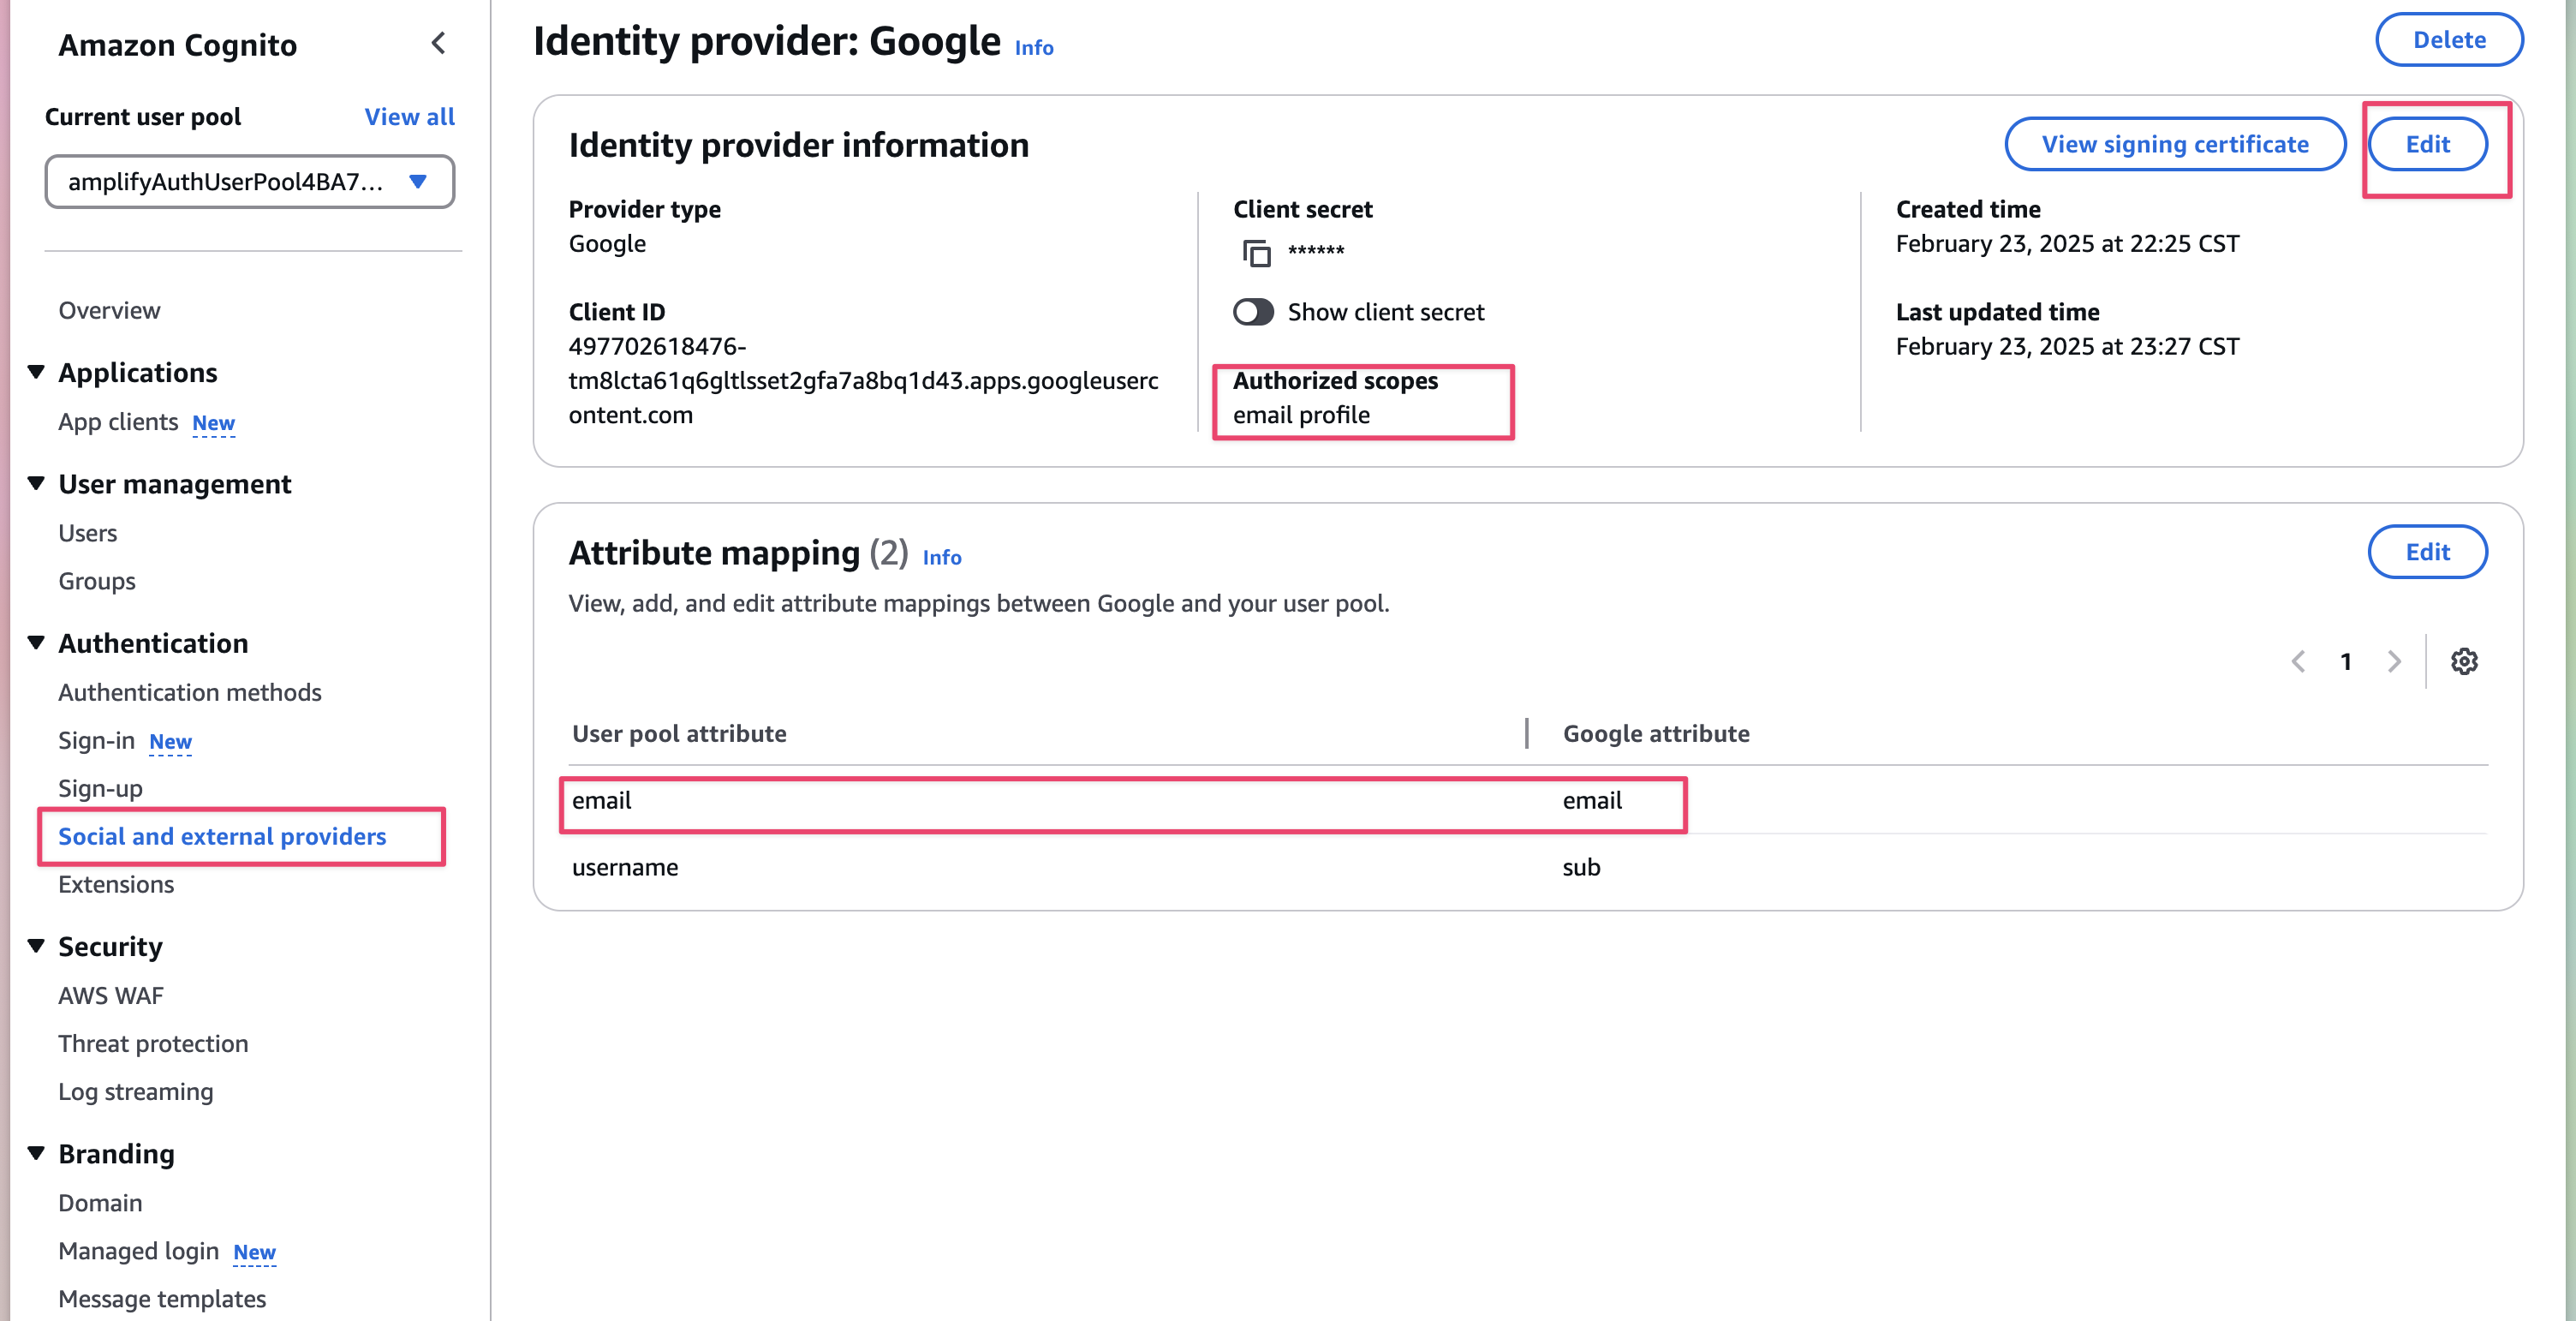 Amazon Cognito
Current user pool
View all
amplifyAuthUserPool4BA7...
Overview
Applications
App clients New
User management
Users
Groups
Authentication
Authentication methods
Sign-in New
Sign-up
Social and external providers
Extensions
Security
AWS WAF
Threat protection
Log streaming
Branding
Domain
Managed login New
Message templates
Identity provider: Google Info
Delete
Identity provider information
View signing certificate
Edit
Provider type
Google
Client ID
497702618476-
tm8lcta61q6gltlsset2gfa7a8bq1d43.apps.googleuserc
ontent.com
Client secret
******
Show client secret
Authorized scopes
email profile
Created time
February 23, 2025 at 22:25 CST
Last updated time
February 23, 2025 at 23:27 CST
Attribute mapping (2) Info
Edit
View, add, and edit attribute mappings between Google and your user pool.
1
User pool attribute
Google attribute
email
email
username
sub